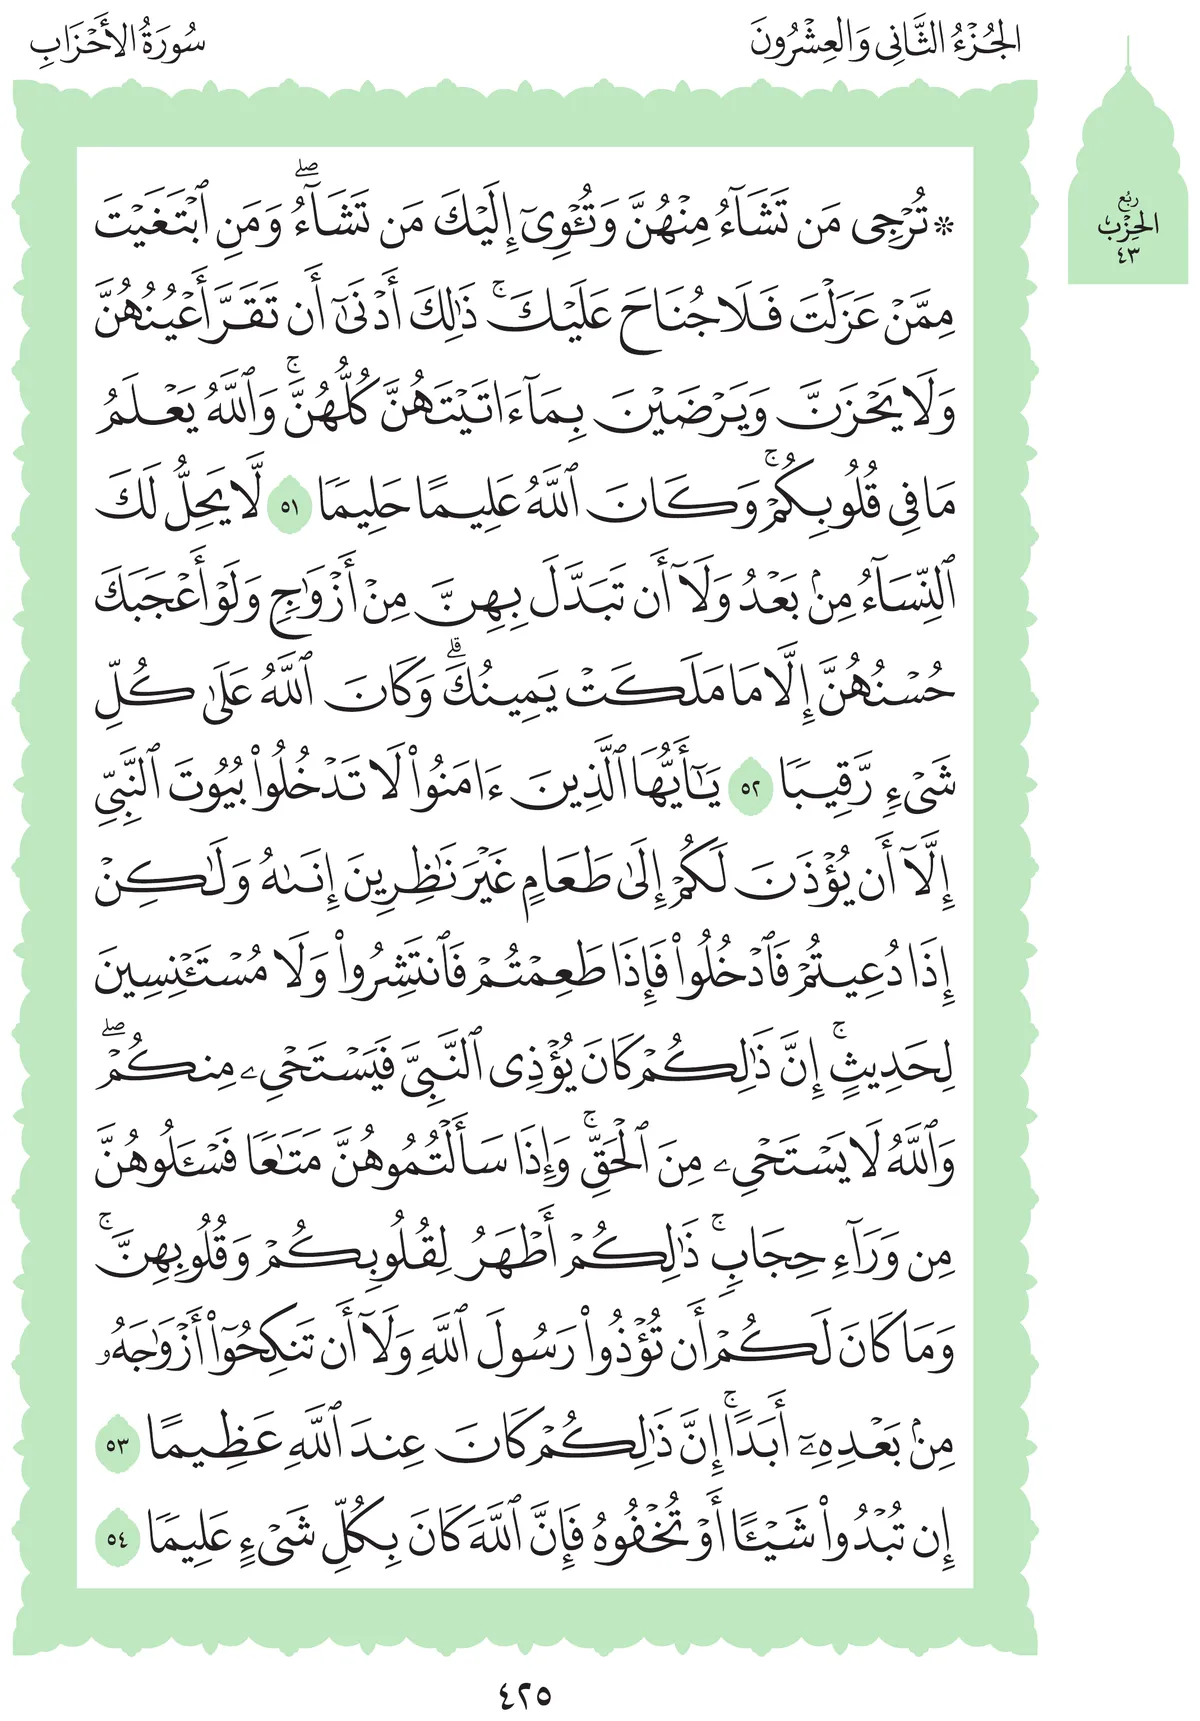 الجُزْءُ الثَّانِي وَالعِشْرُونَ
سُورَةُ الأَحْزَابِ
رُبُع
الحِزْب
٤٣
۞ تُرْجِي مَن تَشَآءُ مِنْهُنَّ وَتُـْٔوِىٓ إِلَيْكَ مَن تَشَآءُۖ وَمَنِ ٱبْتَغَيْتَ
مِمَّنْ عَزَلْتَ فَلَا جُنَاحَ عَلَيْكَۚ ذَٰلِكَ أَدْنَىٰٓ أَن تَقَرَّ أَعْيُنُهُنَّ
وَلَا يَحْزَنَّ وَيَرْضَيْنَ بِمَآ ءَاتَيْتَهُنَّ كُلُّهُنَّۚ وَٱللَّهُ يَعْلَمُ
مَا فِى قُلُوبِكُمْۚ وَكَانَ ٱللَّهُ عَلِيمًا حَلِيمًا ٥١ لَّا يَحِلُّ لَكَ
ٱلنِّسَآءُ مِنۢ بَعْدُ وَلَآ أَن تَبَدَّلَ بِهِنَّ مِنْ أَزْوَٰجٍ وَلَوْ أَعْجَبَكَ
حُسْنُهُنَّ إِلَّا مَا مَلَكَتْ يَمِينُكَۗ وَكَانَ ٱللَّهُ عَلَىٰ كُلِّ
شَىْءٍ رَّقِيبًا ٥٢ يَـٰٓأَيُّهَا ٱلَّذِينَ ءَامَنُوا۟ لَا تَدْخُلُوا۟ بُيُوتَ ٱلنَّبِىِّ
إِلَّآ أَن يُؤْذَنَ لَكُمْ إِلَىٰ طَعَامٍ غَيْرَ نَـٰظِرِينَ إِنَىٰهُ وَلَـٰكِنْ
إِذَا دُعِيتُمْ فَٱدْخُلُوا۟ فَإِذَا طَعِمْتُمْ فَٱنتَشِرُوا۟ وَلَا مُسْتَـْٔنِسِينَ
لِحَدِيثٍۚ إِنَّ ذَٰلِكُمْ كَانَ يُؤْذِى ٱلنَّبِىَّ فَيَسْتَحْىِۦ مِنكُمْۖ
وَٱللَّهُ لَا يَسْتَحْىِۦ مِنَ ٱلْحَقِّۚ وَإِذَا سَأَلْتُمُوهُنَّ مَتَـٰعًا فَسْـَٔلُوهُنَّ
مِن وَرَآءِ حِجَابٍۚ ذَٰلِكُمْ أَطْهَرُ لِقُلُوبِكُمْ وَقُلُوبِهِنَّۚ
وَمَا كَانَ لَكُمْ أَن تُؤْذُوا۟ رَسُولَ ٱللَّهِ وَلَآ أَن تَنكِحُوٓا۟ أَزْوَٰجَهُۥ
مِنۢ بَعْدِهِۦٓ أَبَدًاۚ إِنَّ ذَٰلِكُمْ كَانَ عِندَ ٱللَّهِ عَظِيمًا ٥٣
إِن تُبْدُوا۟ شَيْـًٔا أَوْ تُخْفُوهُ فَإِنَّ ٱللَّهَ كَانَ بِكُلِّ شَىْءٍ عَلِيمًا ٥٤
٤٢٥